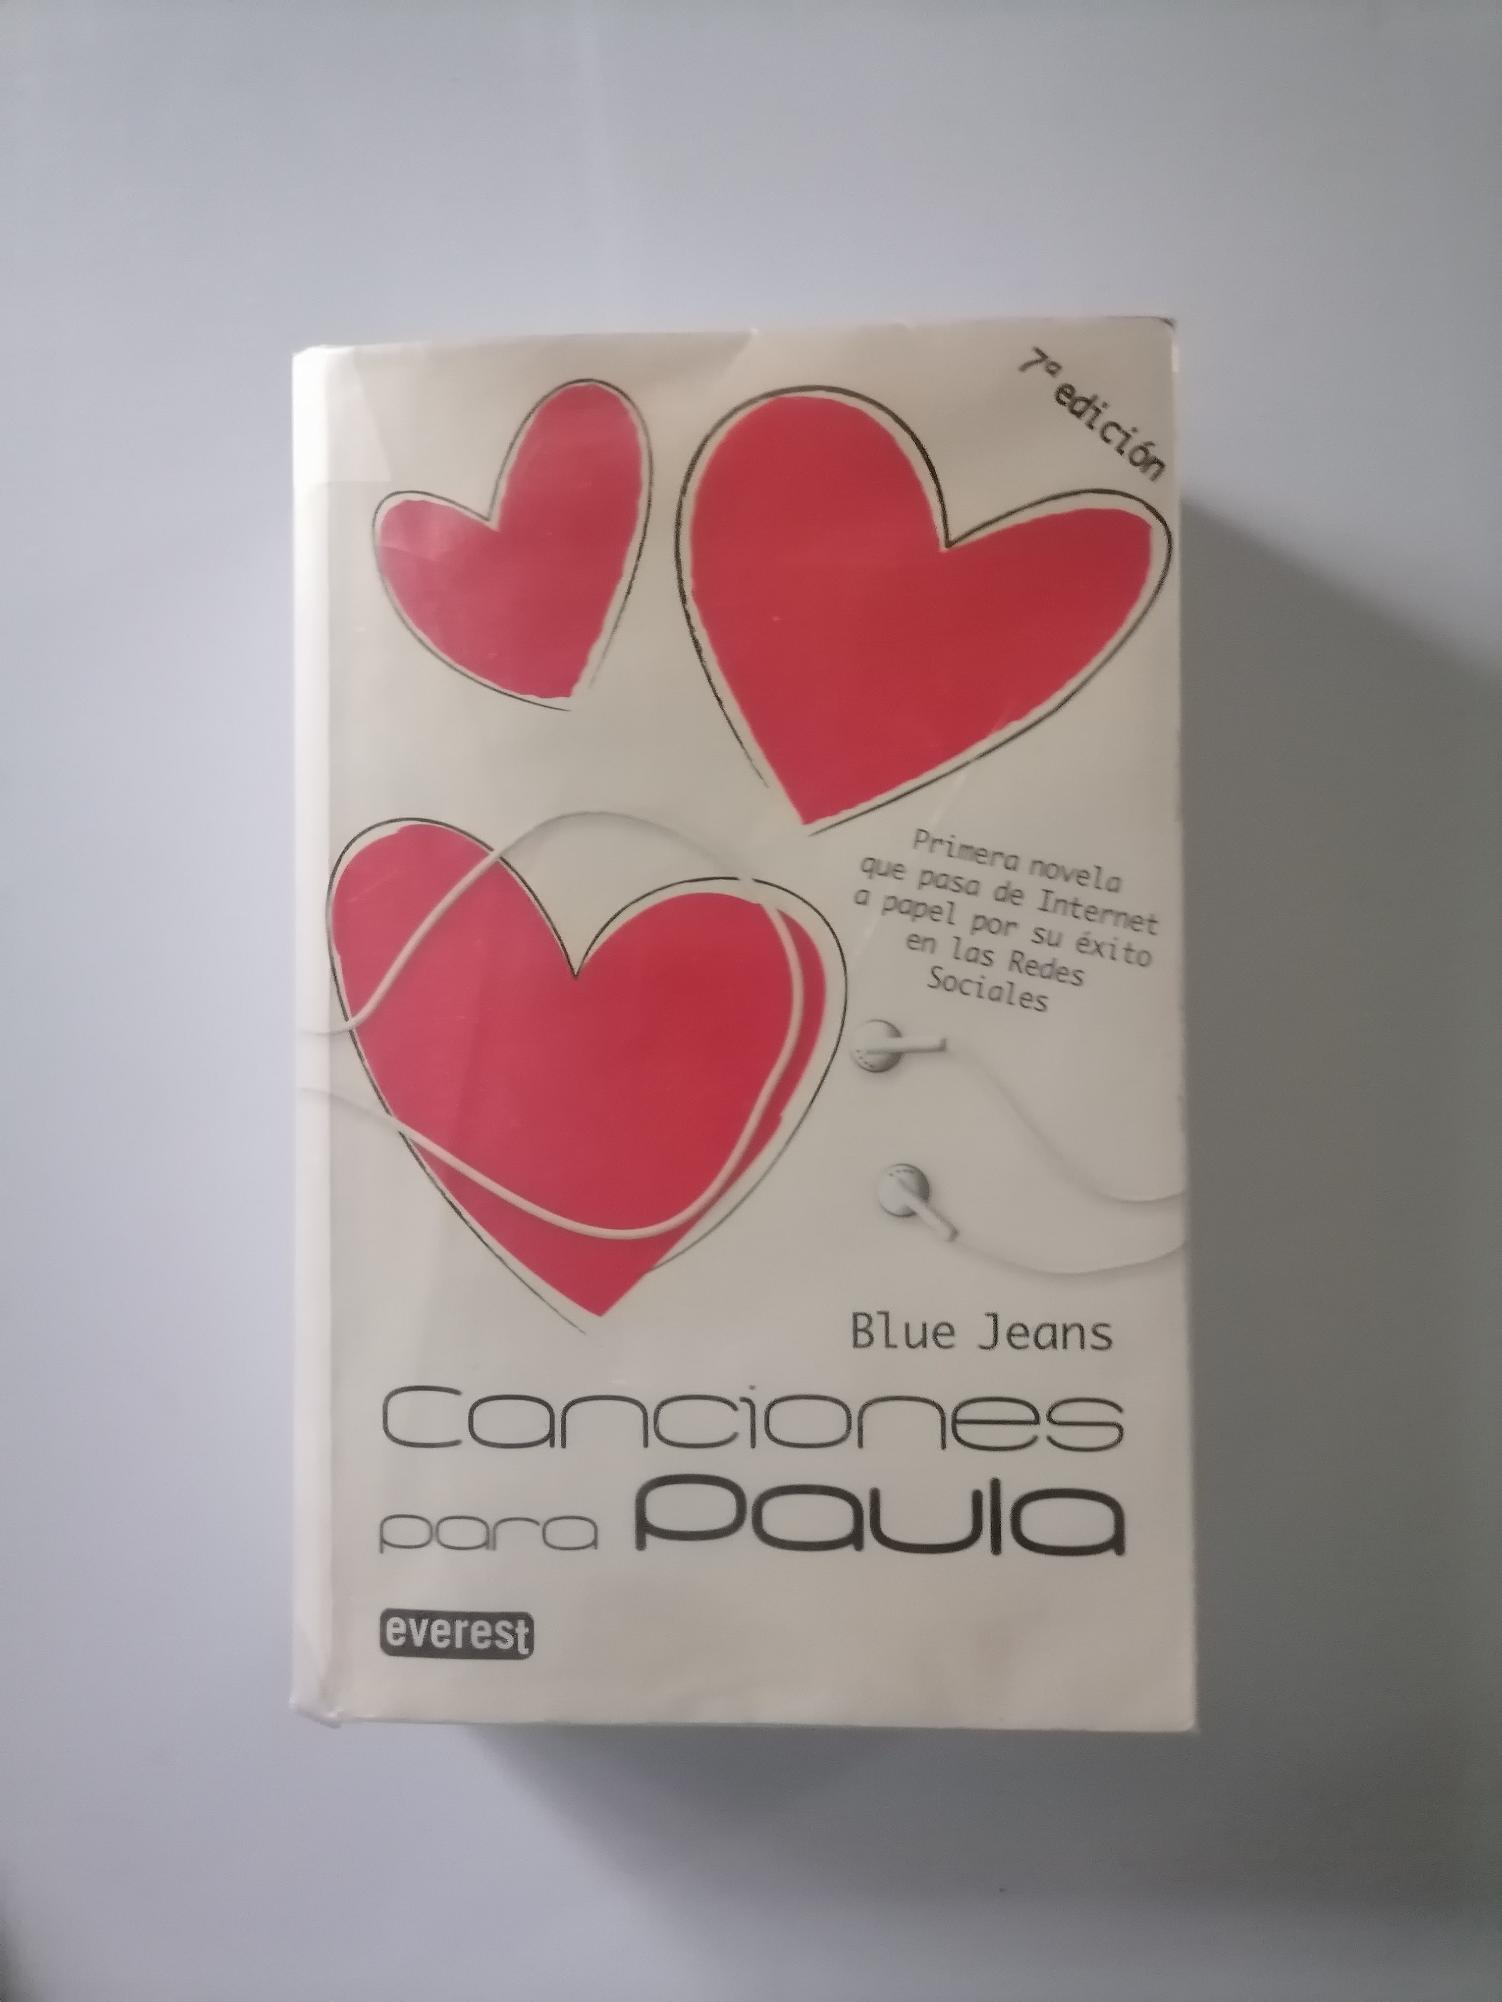 7ª edición
Primera novela
que pasa de Internet
a papel por su éxito
en las Redes
Sociales
Blue Jeans
Canciones
para Paula
everest